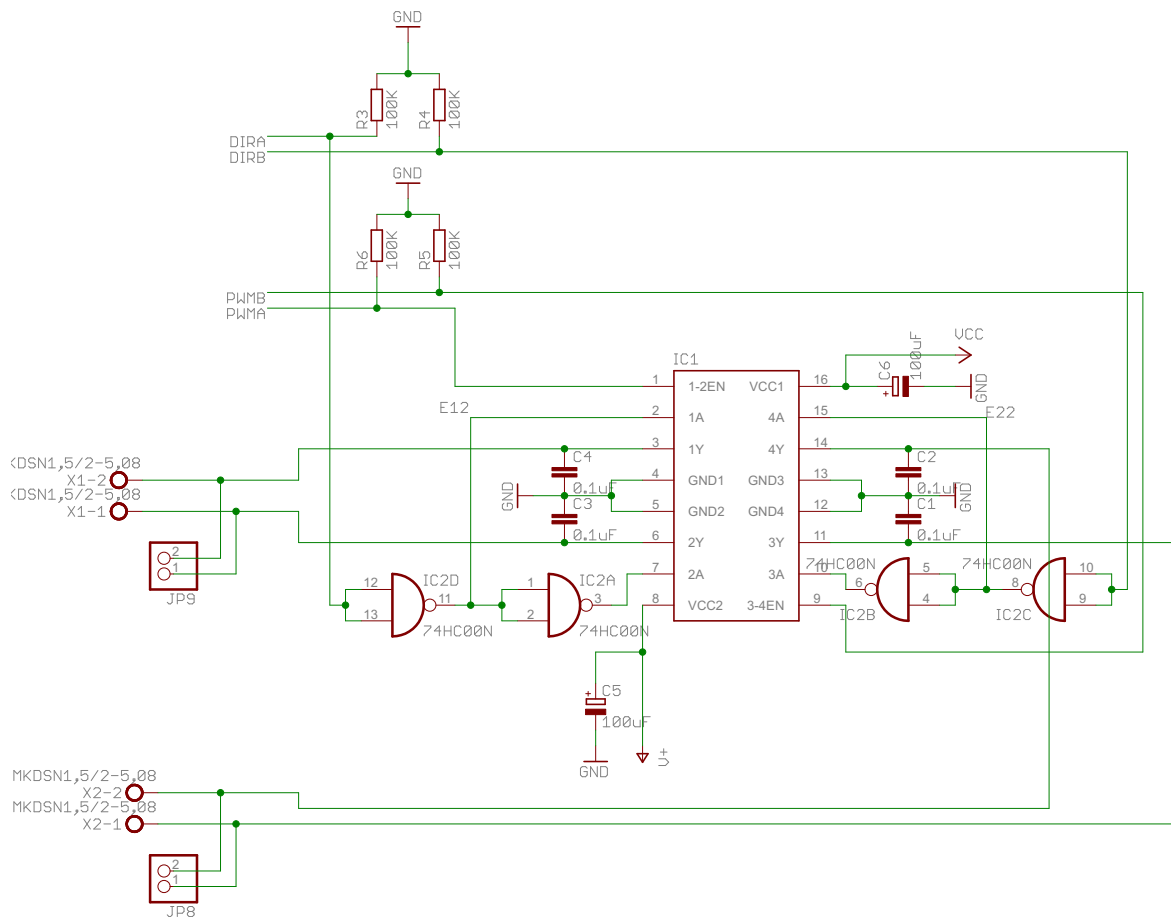 GND
R3
100K
R4
100K
DIRA
DIRB
GND
R6
100K
R5
100K
PWMB
PWMA
VCC
100uF
C6
GND
IC1
1
1-2EN
VCC1
16
E12
2
1A
4A
15
E22
3
1Y
4Y
14
KDSN1,5/2-5,08
X1-2
KDSN1,5/2-5,08
X1-1
C4
0.1uF
GND
C3
0.1uF
4
GND1
GND3
13
5
GND2
GND4
12
C2
0.1uF
GND
C1
0.1uF
6
2Y
3Y
11
2
1
JP9
12
13
IC2D
11
74HC00N
1
2
IC2A
3
74HC00N
7
2A
3A
10
8
VCC2
3-4EN
9
74HC00N
6
5
4
IC2B
74HC00N
8
10
9
IC2C
+
C5
100uF
GND
V+
MKDSN1,5/2-5,08
X2-2
MKDSN1,5/2-5,08
X2-1
2
1
JP8